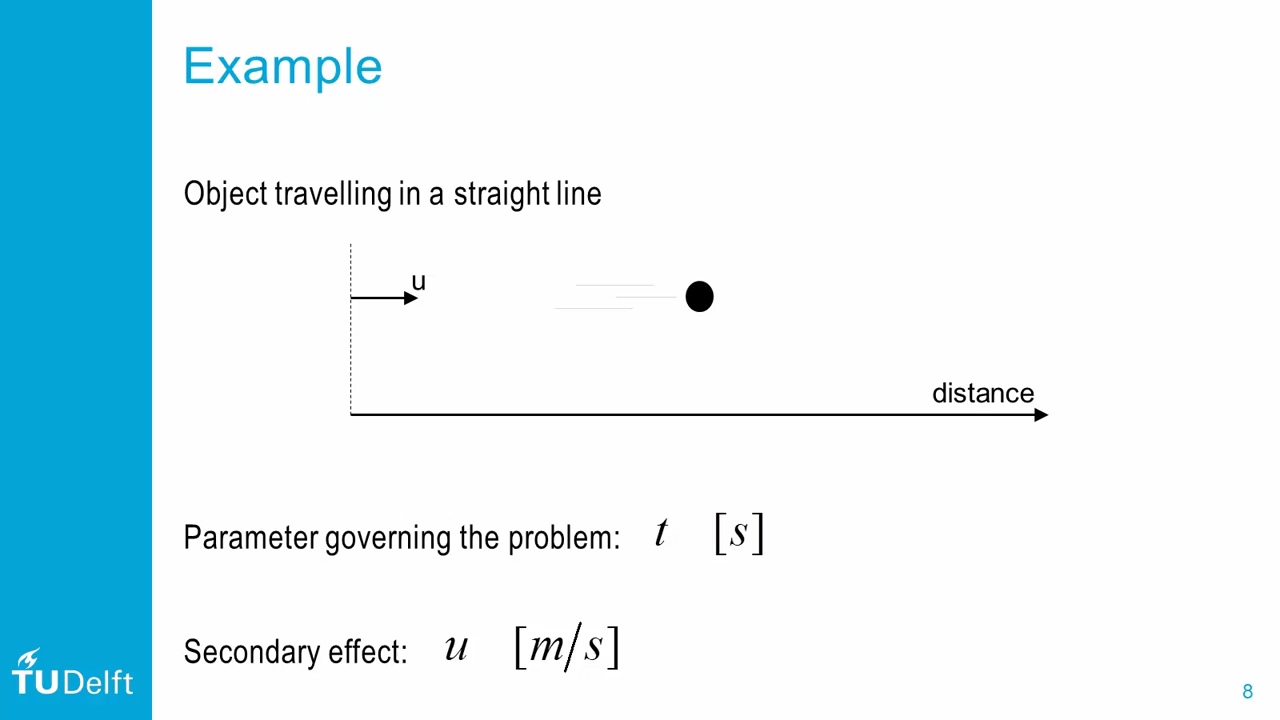 Example
Object travelling in a straight line
u
distance
Parameter governing the problem: t [s]
Secondary effect: u [m/s]
TUDelft
8